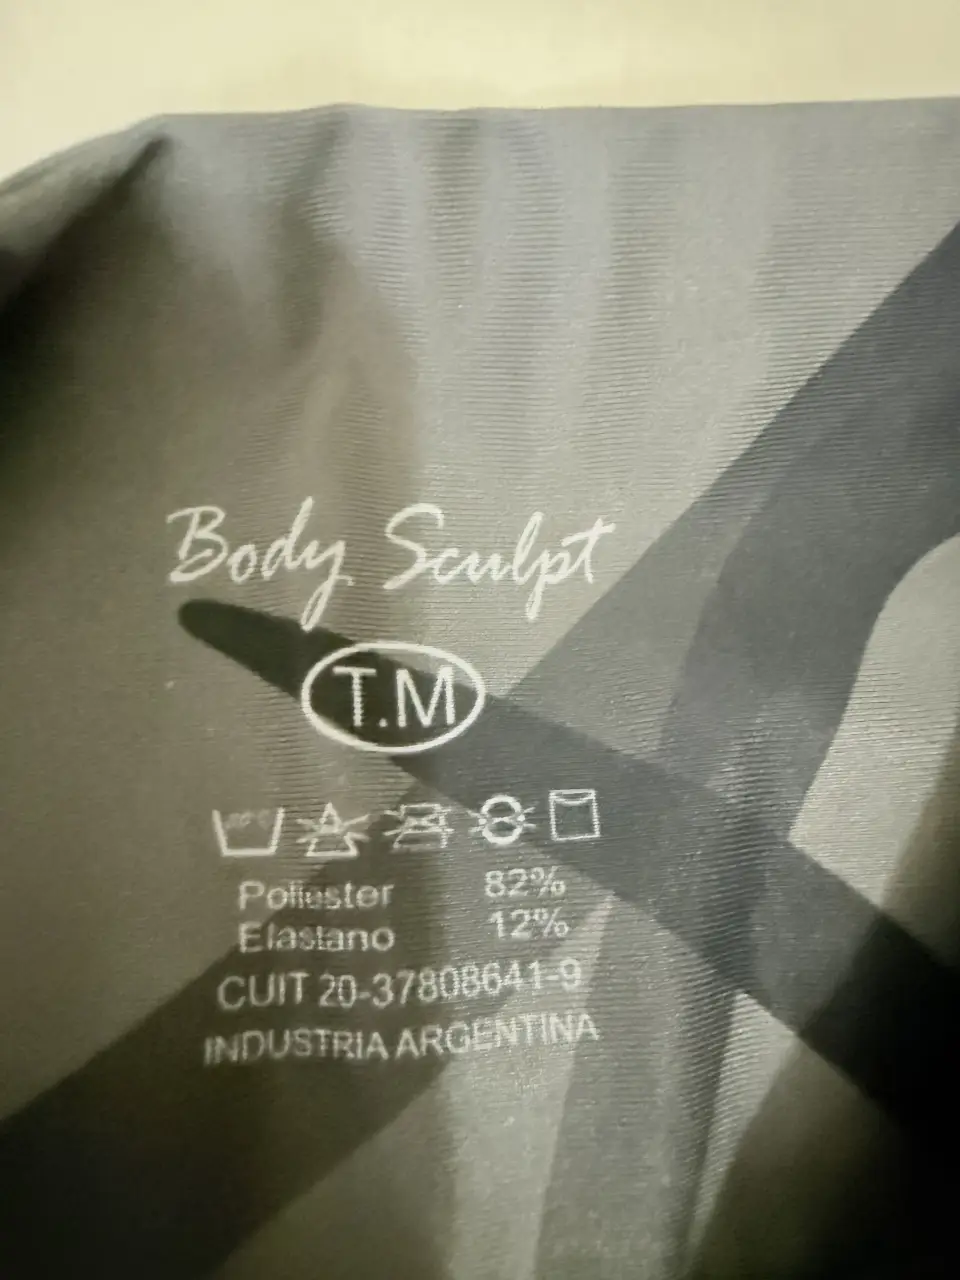 Body Sculpt
T.M
Poliester 82%
Elastano 12%
CUIT 20-37808641-9
INDUSTRIA ARGENTINA